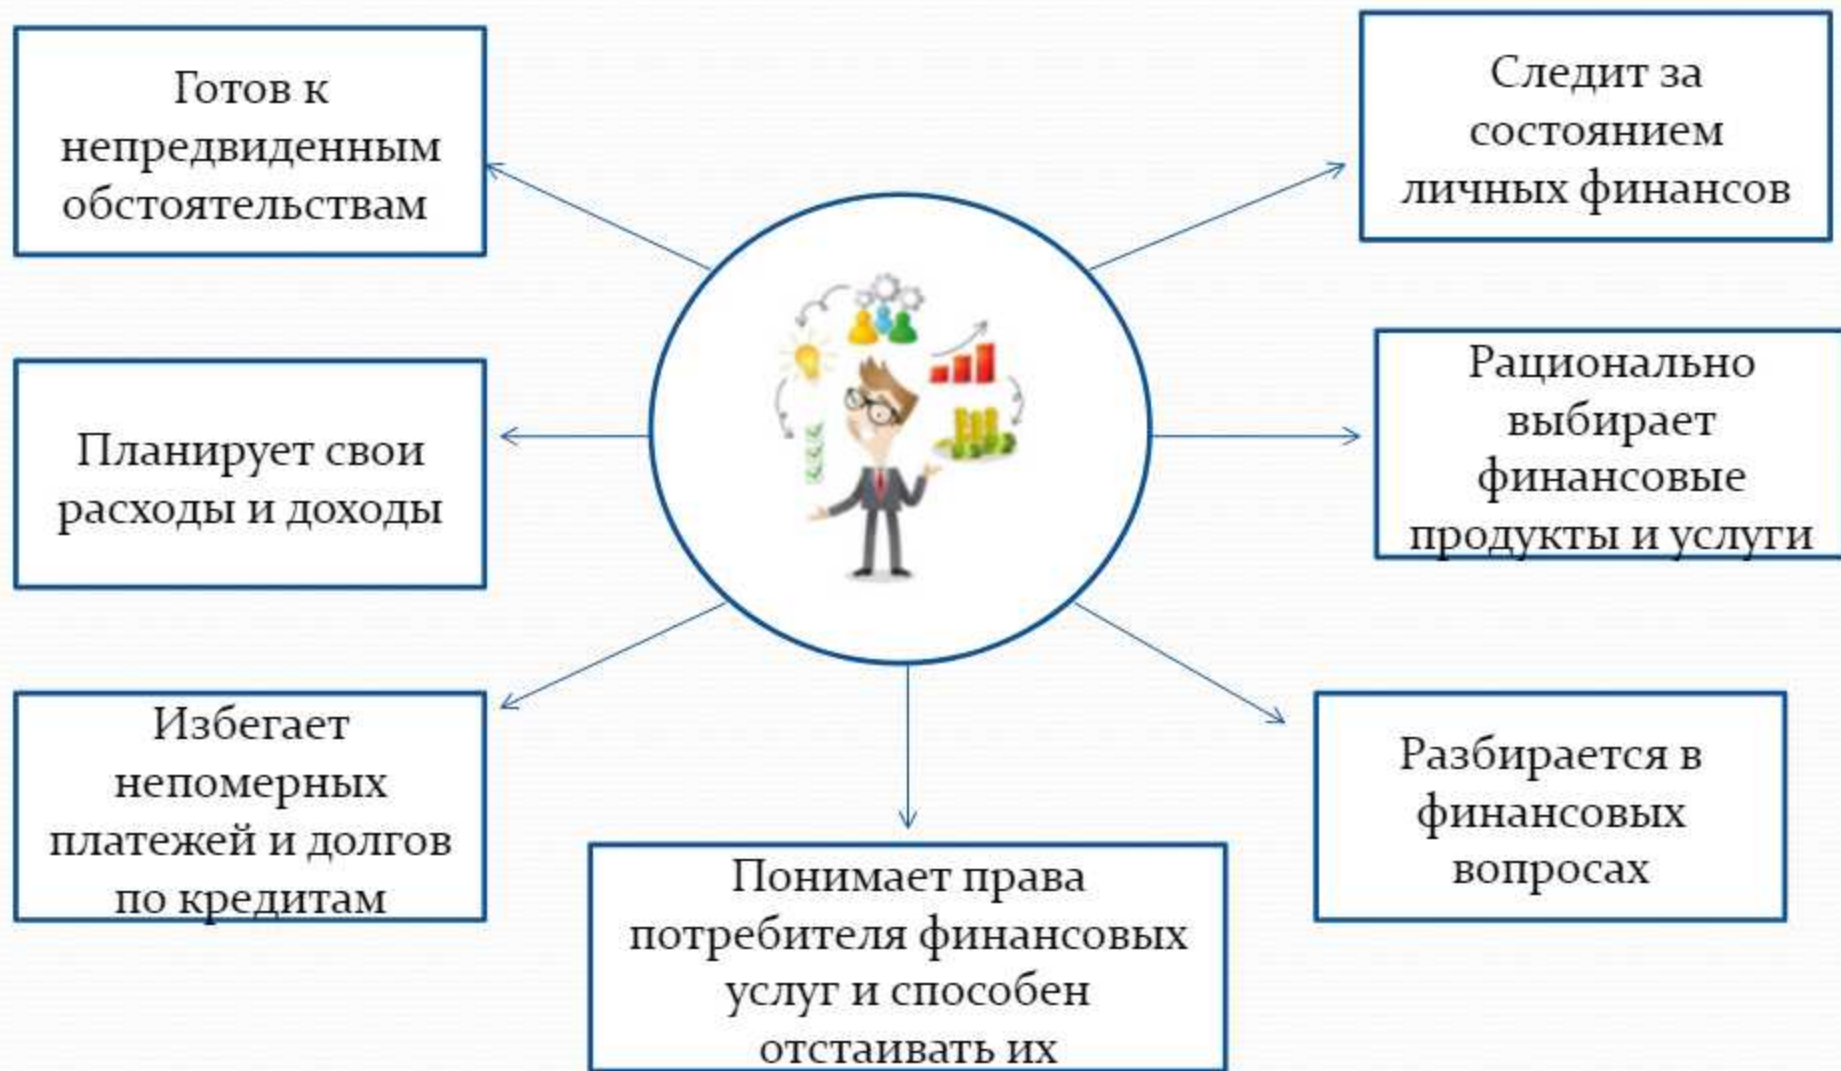 Готов к
непредвиденным
обстоятельствам
Следит за
состоянием
личных финансов
Планирует свои
расходы и доходы
Рационально
выбирает
финансовые
продукты и услуги
Избегает
непомерных
платежей и долгов
по кредитам
Понимает права
потребителя финансовых
услуг и способен
отстаивать их
Разбирается в
финансовых
вопросах